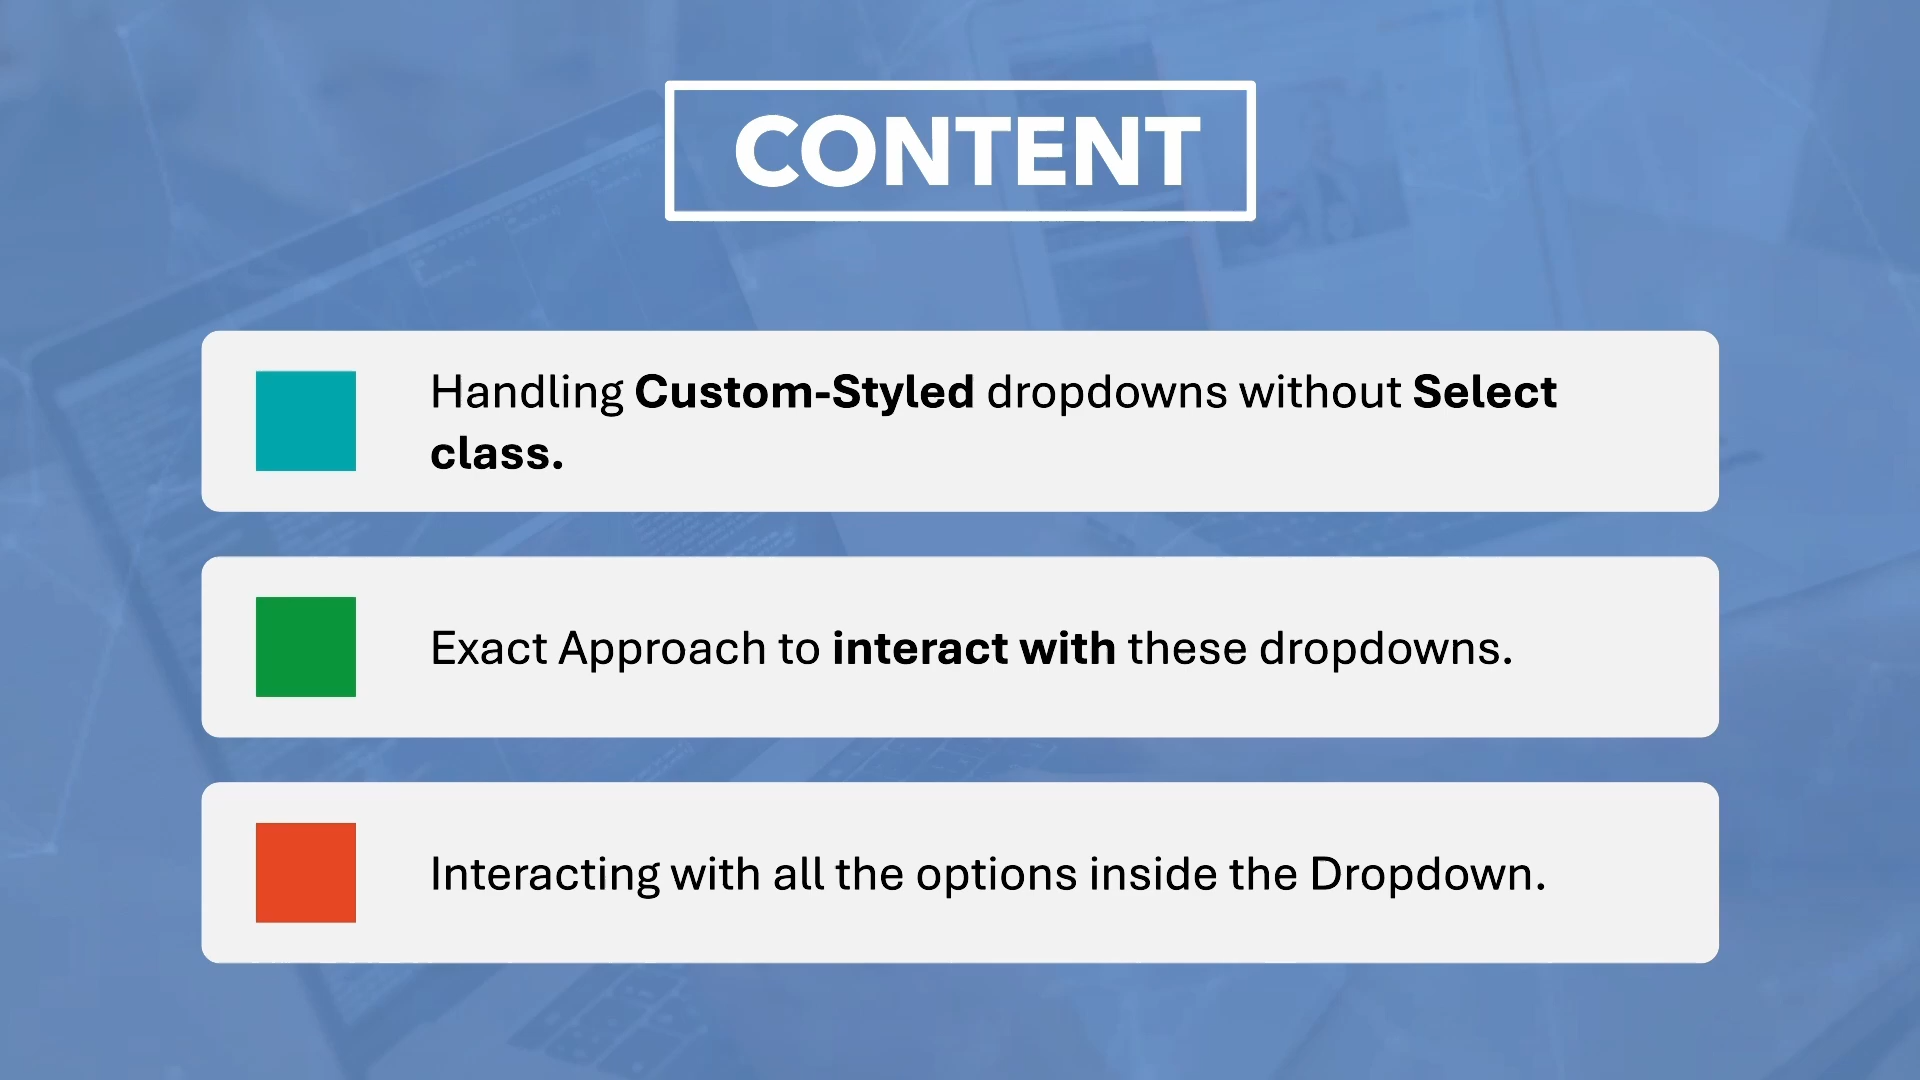 CONTENT
Handling Custom-Styled dropdowns without Select
class.
Exact Approach to interact with these dropdowns.
Interacting with all the options inside the Dropdown.